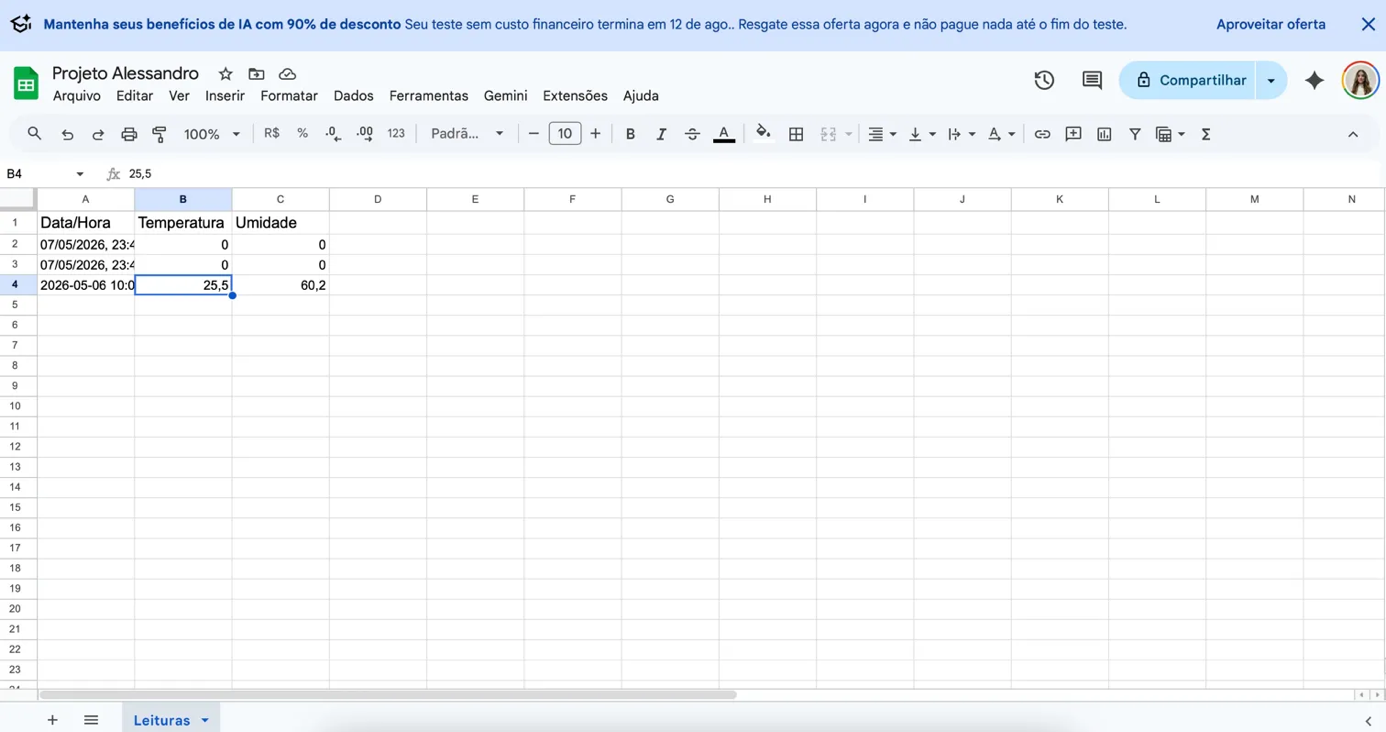 Mantenha seus benefícios de IA com 90% de desconto Seu teste sem custo financeiro termina em 12 de ago.. Resgate essa oferta agora e não pague nada até o fim do teste. Aproveitar oferta
Projeto Alessandro
Compartilhar
Arquivo Editar Ver Inserir Formatar Dados Ferramentas Gemini Extensões Ajuda
100% R$ % .0 .00 123 Padrã... 10 B I S A Σ
B4 fx 25,5
A B C D E F G H I J K L M N
1 Data/Hora Temperatura Umidade
2 07/05/2026, 23:4 0 0
3 07/05/2026, 23:4 0 0
4 2026-05-06 10:0 25,5 60,2
5
6
7
8
9
10
11
12
13
14
15
16
17
18
19
20
21
22
23
Leituras